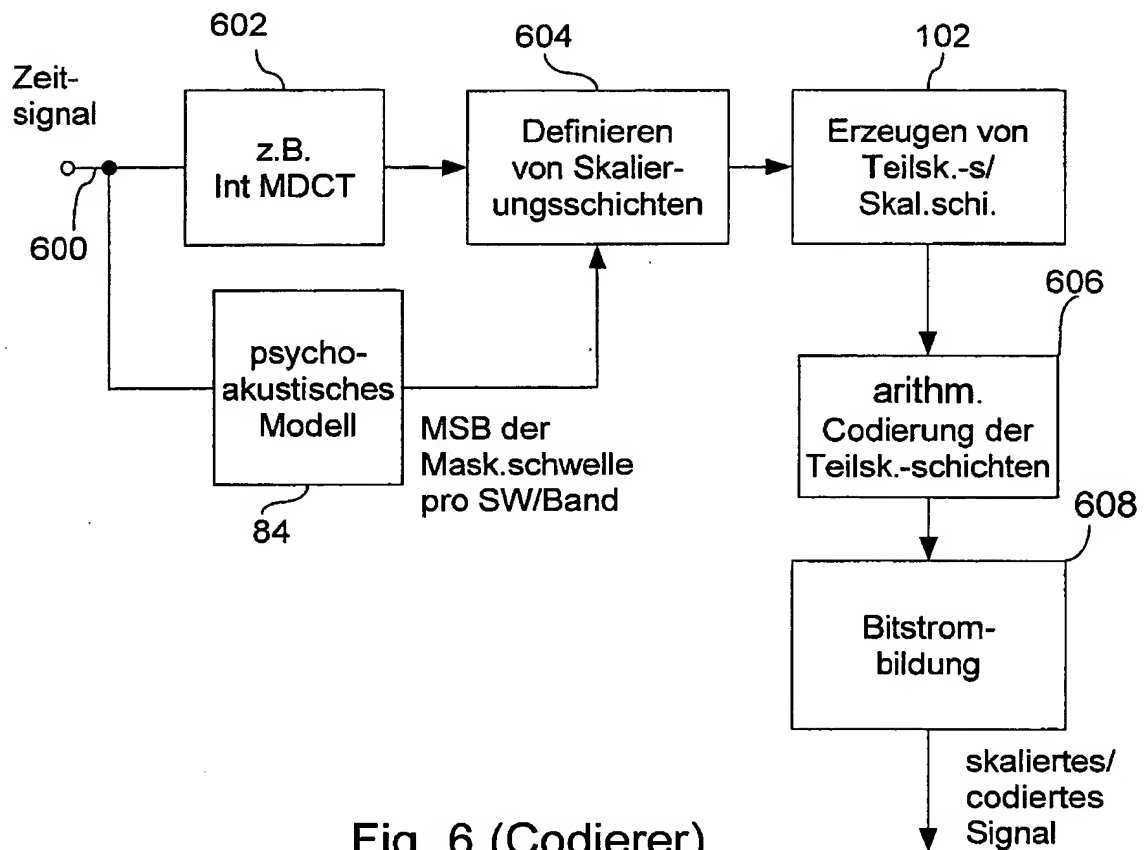 602
604
102
Zeit-
signal
z.B.
Int MDCT
Definieren
von Skalier-
ungsschichten
Erzeugen von
Teilsk.-s/
Skal.schi.
600
606
psycho-
akustisches
Modell
MSB der
Mask.schwelle
pro SW/Band
84
arithm.
Codierung der
Teilsk.-schichten
608
Bitstrom-
bildung
skaliertes/
codiertes
Signal
Fig. 6 (Codierer)